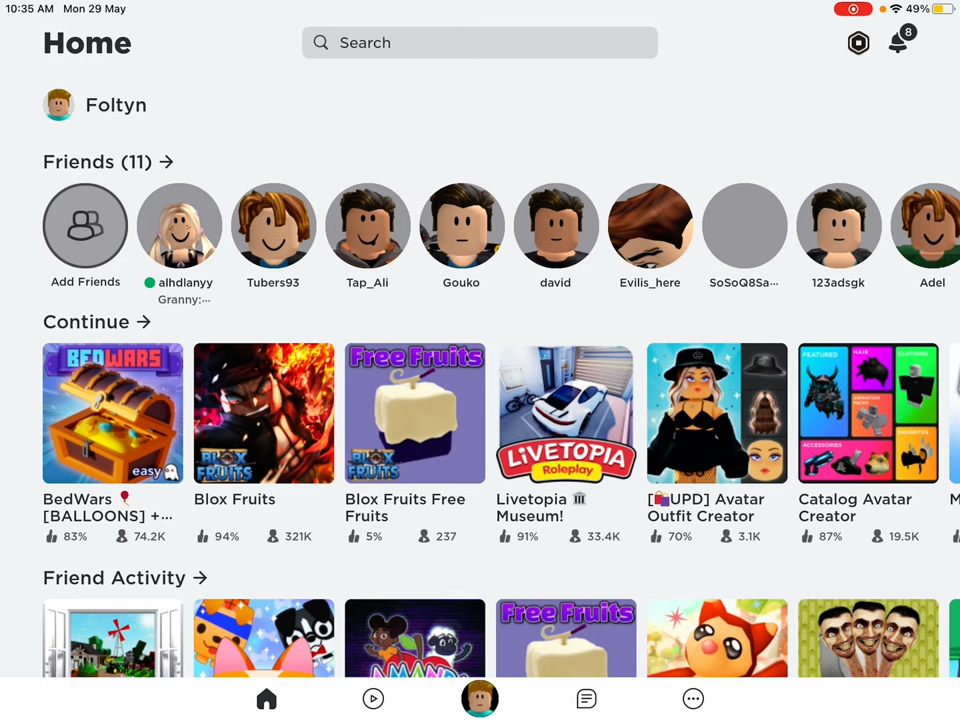 10:35 AM Mon 29 May
49%
Home
Search
8
Foltyn
Friends (11) →
Add Friends
alhdlanyy
Granny:...
Tubers93
Tap_Ali
Gouko
david
Evilis_here
SoSoQ8Sa...
123adsgk
Adel
Continue →
BEDWARS
easy
BLOX
FRUITS
Free Fruits
BLOX
FRUITS
LIVETOPIA
Roleplay
FEATURED
HAIR
CLOTHING
ANIMATION
PACKS
ACCESSORIES
FAVORITES
BedWars 🎈
[BALLOONS] +...
83% 74.2K
Blox Fruits
94% 321K
Blox Fruits Free
Fruits
5% 237
Livetopia 🏛
Museum!
91% 33.4K
[🛍UPD] Avatar
Outfit Creator
70% 3.1K
Catalog Avatar
Creator
87% 19.5K
Friend Activity →
Free Fruits